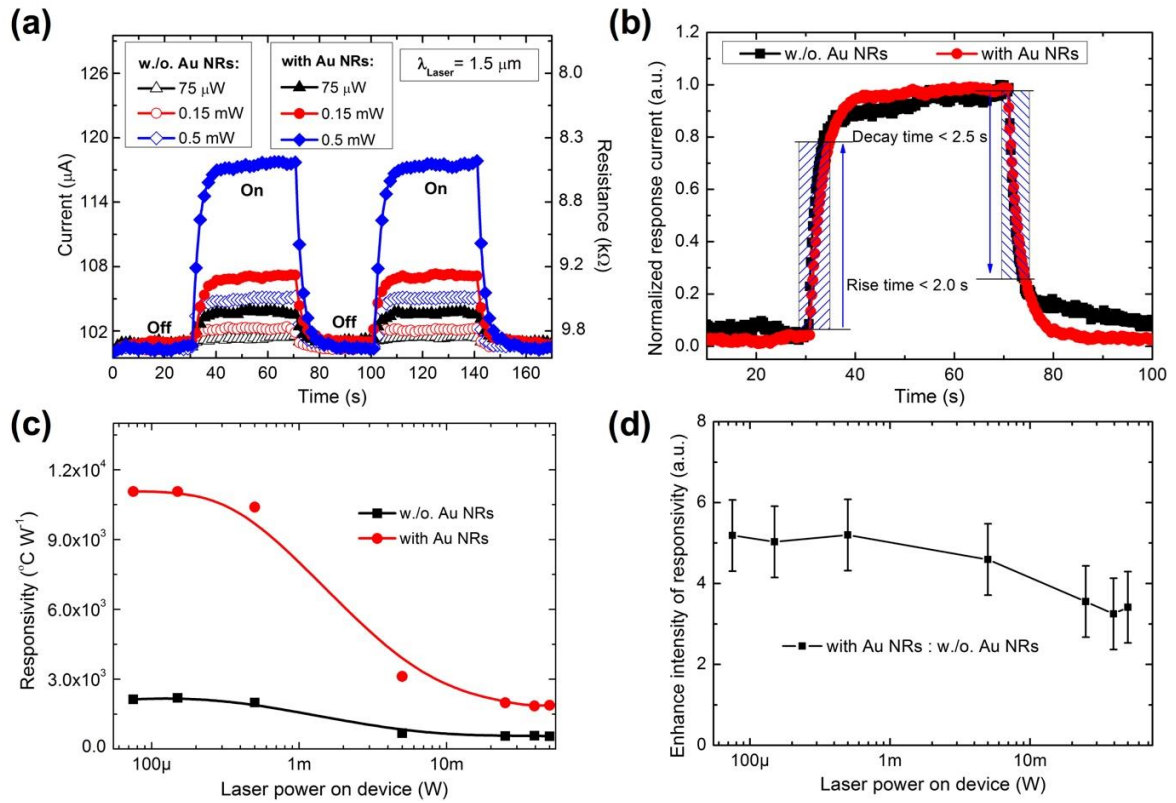 (a)
w./o. Au NRs:
75 μW
0.15 mW
0.5 mW
with Au NRs:
75 μW
0.15 mW
0.5 mW
λLaser= 1.5 μm
Current (μA)
126
120
114
108
102
Resistance (kΩ)
8.0
8.3
8.8
9.2
9.8
On
On
Off
Off
0 20 40 60 80 100 120 140 160
Time (s)
(b)
w./o. Au NRs
with Au NRs
Normalized response current (a.u.)
1.2
1.0
0.8
0.6
0.4
0.2
0.0
Decay time < 2.5 s
Rise time < 2.0 s
20 40 60 80 100
Time (s)
(c)
Responsivity (°C W-1)
1.2x10⁴
9.0x10³
6.0x10³
3.0x10³
0.0
w./o. Au NRs
with Au NRs
100μ 1m 10m
Laser power on device (W)
(d)
Enhance intensity of responsivity (a.u.)
8
6
4
2
0
with Au NRs : w./o. Au NRs
100μ 1m 10m
Laser power on device (W)